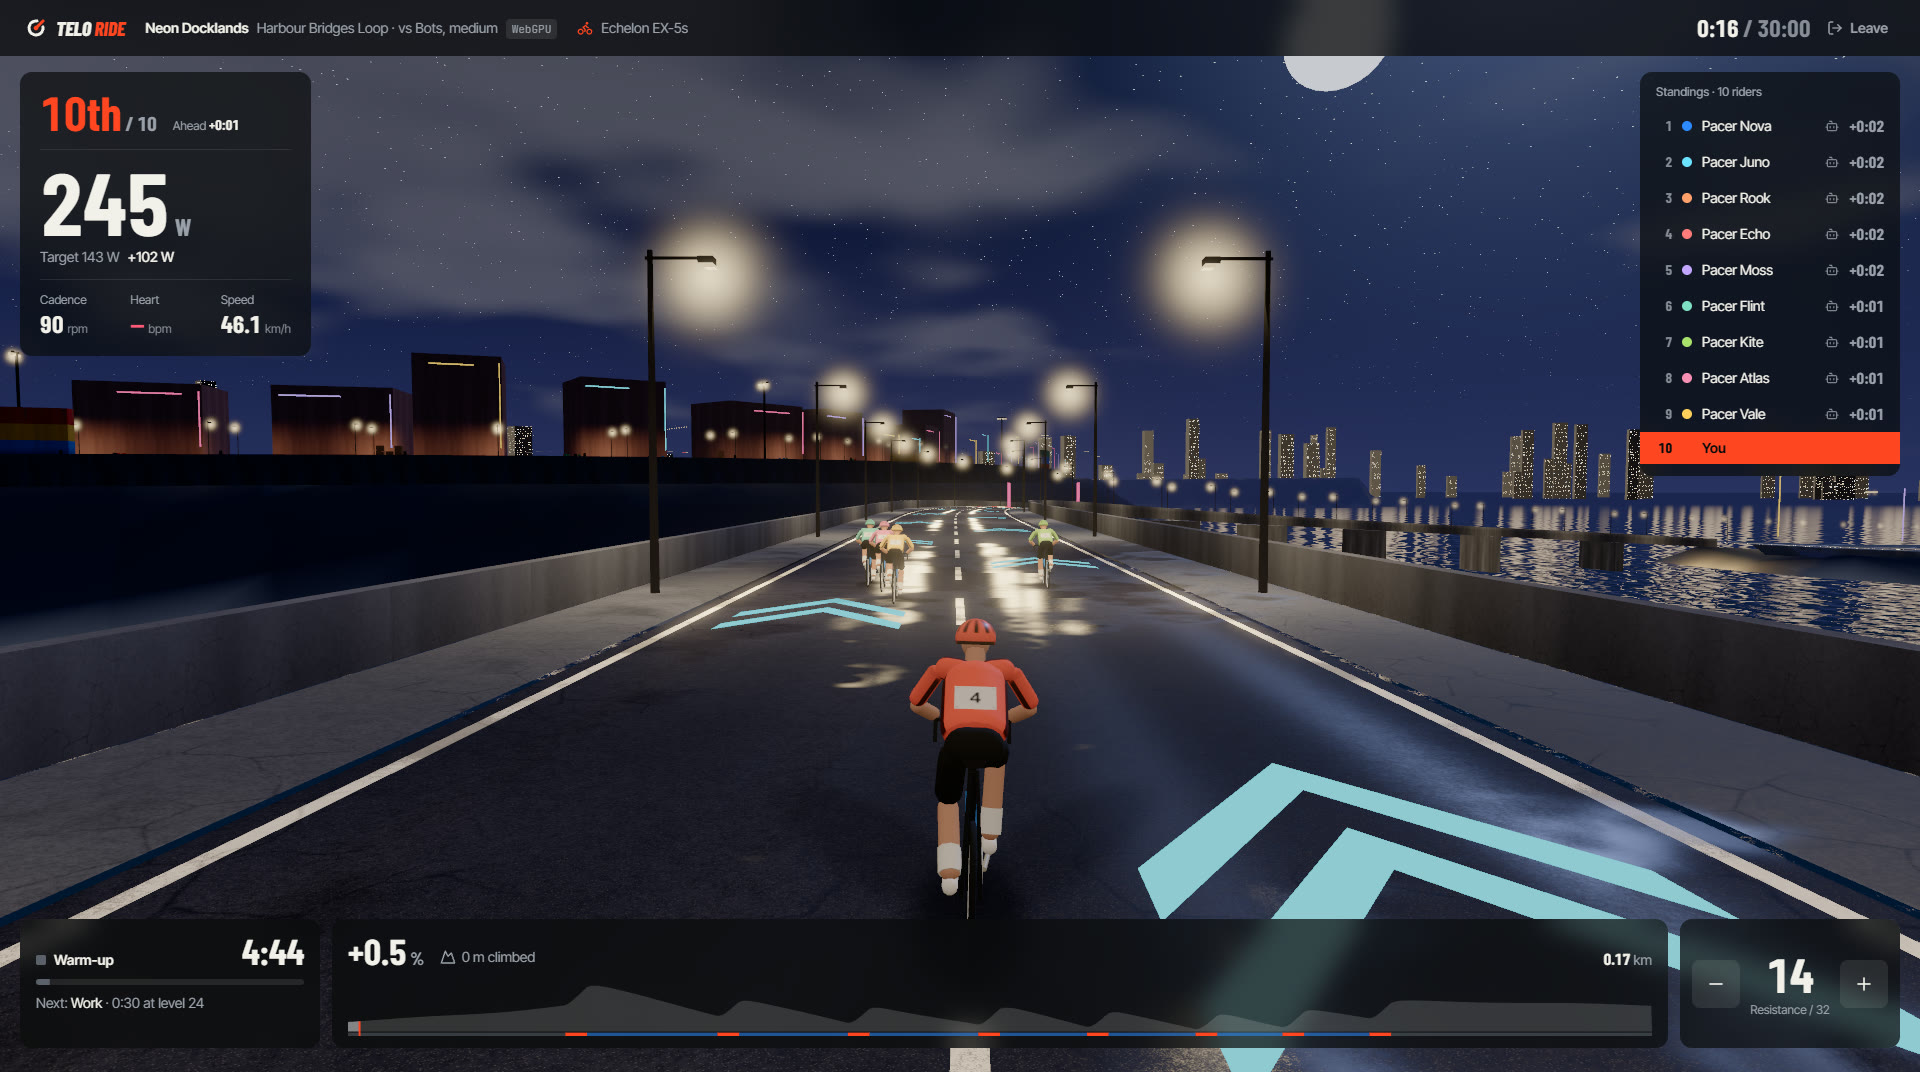 TELO RIDE Neon Docklands Harbour Bridges Loop · vs Bots, medium WebGPU Echelon EX-5s 0:16 / 30:00 Leave
10th / 10 Ahead +0:01
245 W
Target 143 W +102 W
Cadence Heart Speed
90 rpm — bpm 46.1 km/h
Standings · 10 riders
1 Pacer Nova +0:02
2 Pacer Juno +0:02
3 Pacer Rook +0:02
4 Pacer Echo +0:02
5 Pacer Moss +0:02
6 Pacer Flint +0:01
7 Pacer Kite +0:01
8 Pacer Atlas +0:01
9 Pacer Vale +0:01
10 You
4
Warm-up 4:44
Next: Work · 0:30 at level 24
+0.5 % 0 m climbed 0.17 km
− 14 +
Resistance / 32